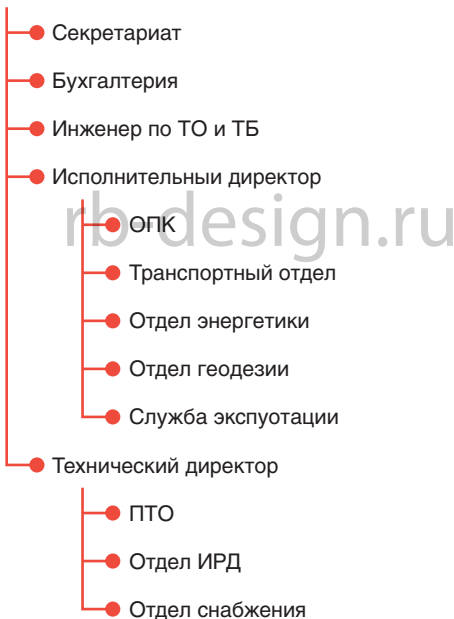 Секретариат
Бухгалтерия
Инженер по ТО и ТБ
Исполнительныи директор
rb-design.ru
ОПК
Транспортный отдел
Отдел энергетики
Отдел геодезии
Служба экспуотации
Технический директор
ПТО
Отдел ИРД
Отдел снабжения